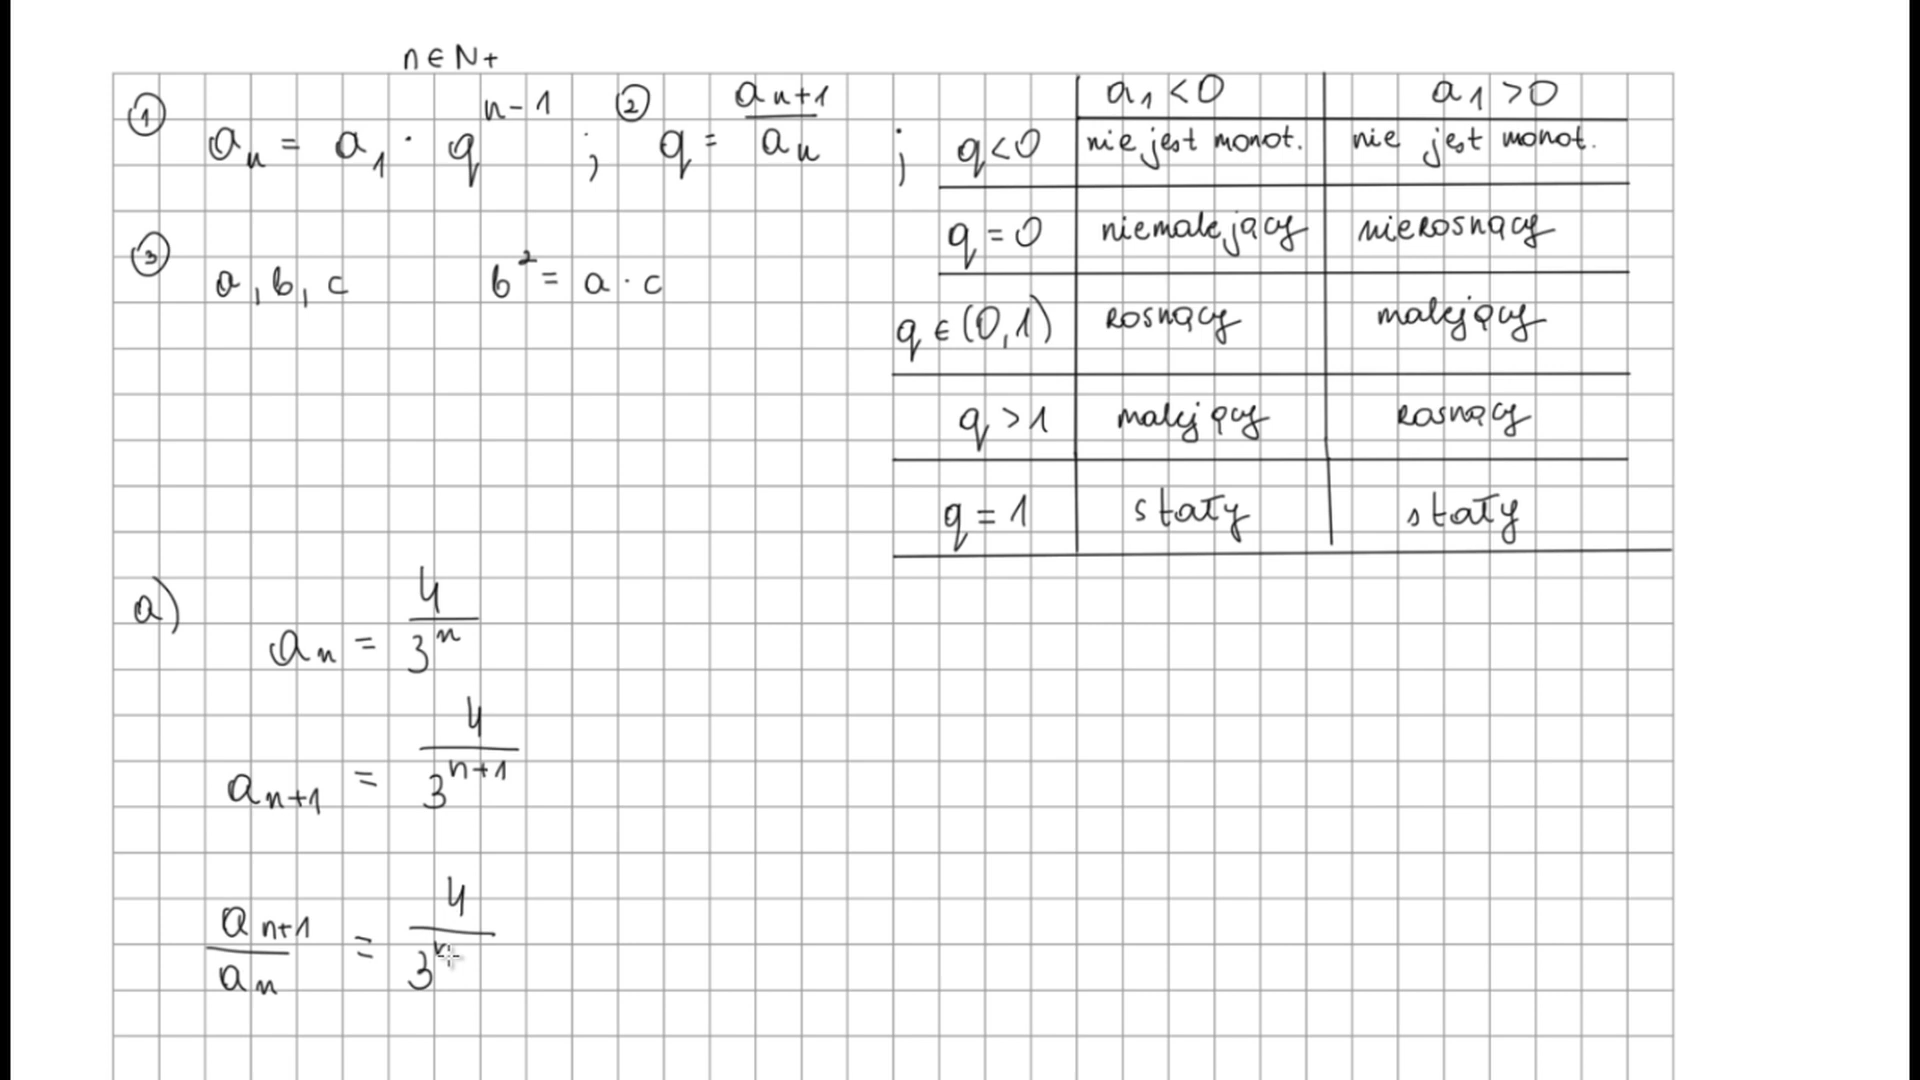 n ∈ N+
① aₙ = a₁ · qⁿ⁻¹ ; ② q = aₙ₊₁ / aₙ ;
③ a, b, c b² = a · c
a₁ < 0 a₁ > 0
q < 0 nie jest monot. nie jest monot.
q = 0 niemalejący nierosnący
q ∈ (0,1) rosnący malejący
q > 1 malejący rosnący
q = 1 stały stały
a) aₙ = 4 / 3ⁿ
aₙ₊₁ = 4 / 3ⁿ⁺¹
aₙ₊₁ / aₙ = 4 / 3